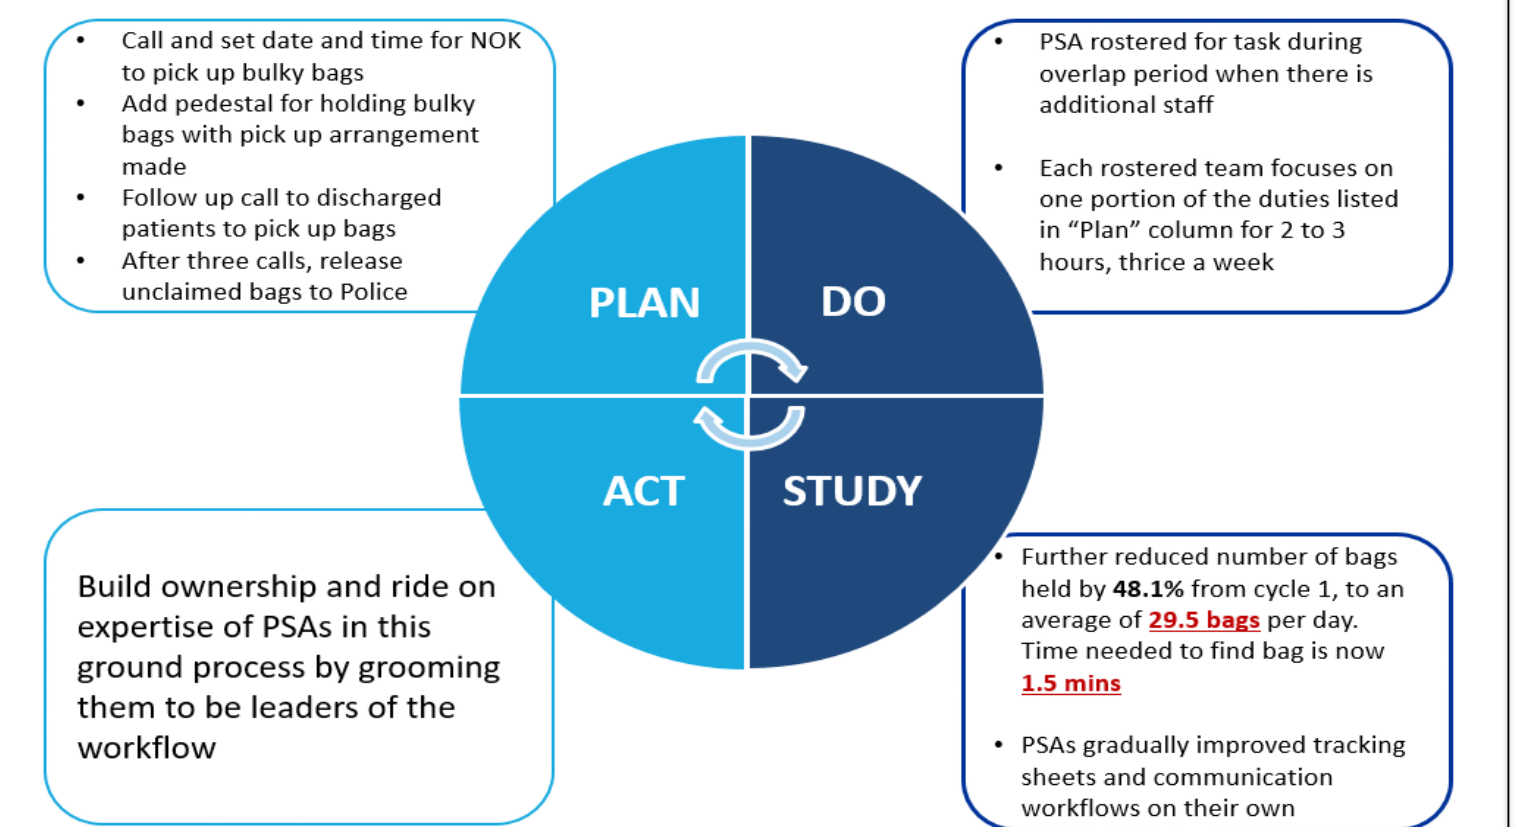 • Call and set date and time for NOK
to pick up bulky bags
• Add pedestal for holding bulky
bags with pick up arrangement
made
• Follow up call to discharged
patients to pick up bags
• After three calls, release
unclaimed bags to Police
• PSA rostered for task during
overlap period when there is
additional staff
• Each rostered team focuses on
one portion of the duties listed
in “Plan” column for 2 to 3
hours, thrice a week
PLAN
DO
ACT
STUDY
Build ownership and ride on
expertise of PSAs in this
ground process by grooming
them to be leaders of the
workflow
• Further reduced number of bags
held by 48.1% from cycle 1, to an
average of 29.5 bags per day.
Time needed to find bag is now
1.5 mins
• PSAs gradually improved tracking
sheets and communication
workflows on their own